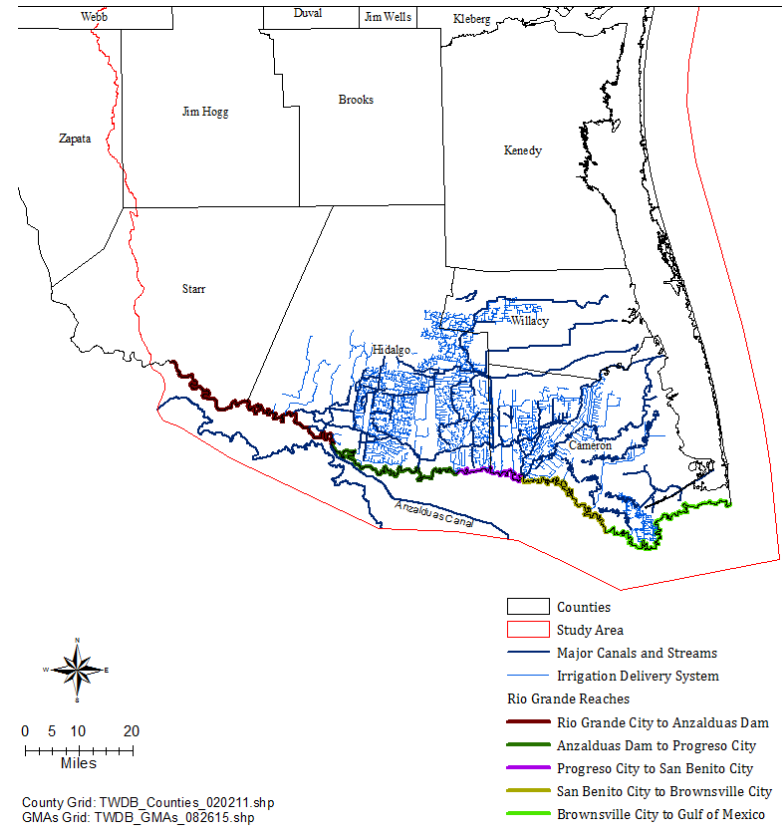 Webb
Duval
Jim Wells
Kleberg
Jim Hogg
Brooks
Zapata
Kenedy
Starr
Willacy
Hidalgo
Cameron
Anzalduas Canal
Counties
Study Area
Major Canals and Streams
Irrigation Delivery System
Rio Grande Reaches
Rio Grande City to Anzalduas Dam
Anzalduas Dam to Progreso City
Progreso City to San Benito City
San Benito City to Brownsville City
Brownsville City to Gulf of Mexico
N
W E
S
0 5 10 20
Miles
County Grid: TWDB_Counties_020211.shp
GMAs Grid: TWDB_GMAs_082615.shp